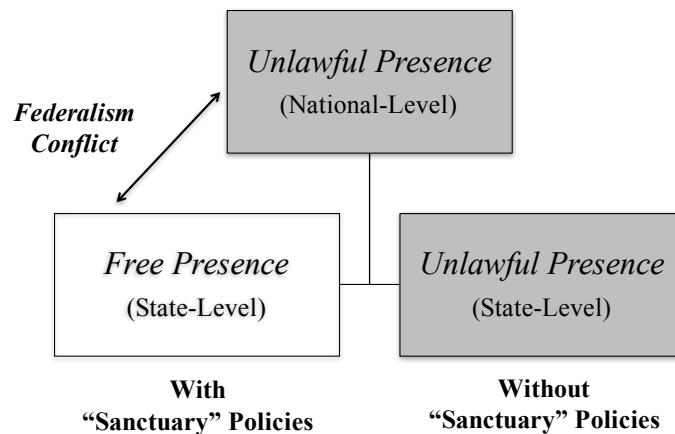 Unlawful Presence
(National-Level)
Federalism
Conflict
Free Presence
(State-Level)
Unlawful Presence
(State-Level)
With
“Sanctuary” Policies
Without
“Sanctuary” Policies